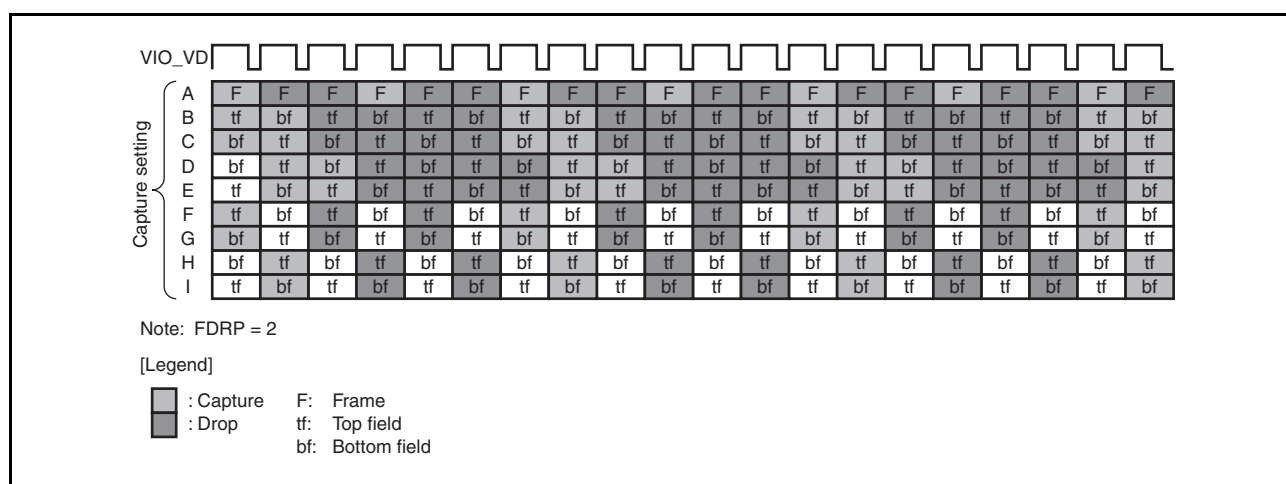 VIO_VD
Capture setting
A F F F F F F F F F F F F F F F F F F F F
B tf bf tf bf tf bf tf bf tf bf tf bf tf bf tf bf tf bf tf bf
C bf tf bf tf bf tf bf tf bf tf bf tf bf tf bf tf bf tf bf tf
D bf tf bf tf bf tf bf tf bf tf bf tf bf tf bf tf bf tf bf tf
E tf bf tf bf tf bf tf bf tf bf tf bf tf bf tf bf tf bf tf bf
F tf bf tf bf tf bf tf bf tf bf tf bf tf bf tf bf tf bf tf bf
G bf tf bf tf bf tf bf tf bf tf bf tf bf tf bf tf bf tf bf tf
H bf tf bf tf bf tf bf tf bf tf bf tf bf tf bf tf bf tf bf tf
I tf bf tf bf tf bf tf bf tf bf tf bf tf bf tf bf tf bf tf bf
Note: FDRP = 2
[Legend]
: Capture F: Frame
: Drop tf: Top field
bf: Bottom field